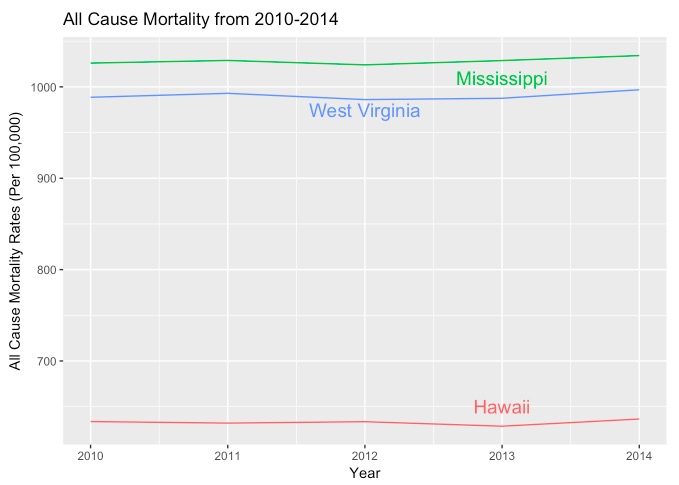 All Cause Mortality from 2010-2014
All Cause Mortality Rates (Per 100,000)
1000
900
800
700
Mississippi
West Virginia
Hawaii
2010 2011 2012 2013 2014
Year